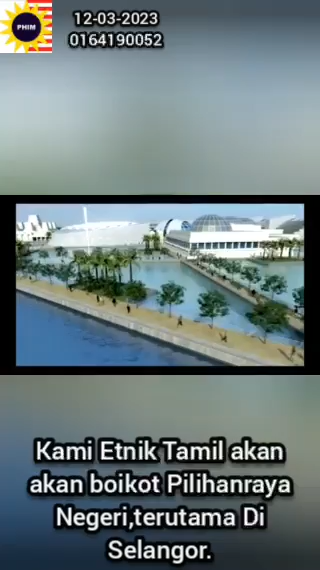 PHIM
12-03-2023
0164190052
Kami Etnik Tamil akan
akan boikot Pilihanraya
Negeri,terutama Di
Selangor.